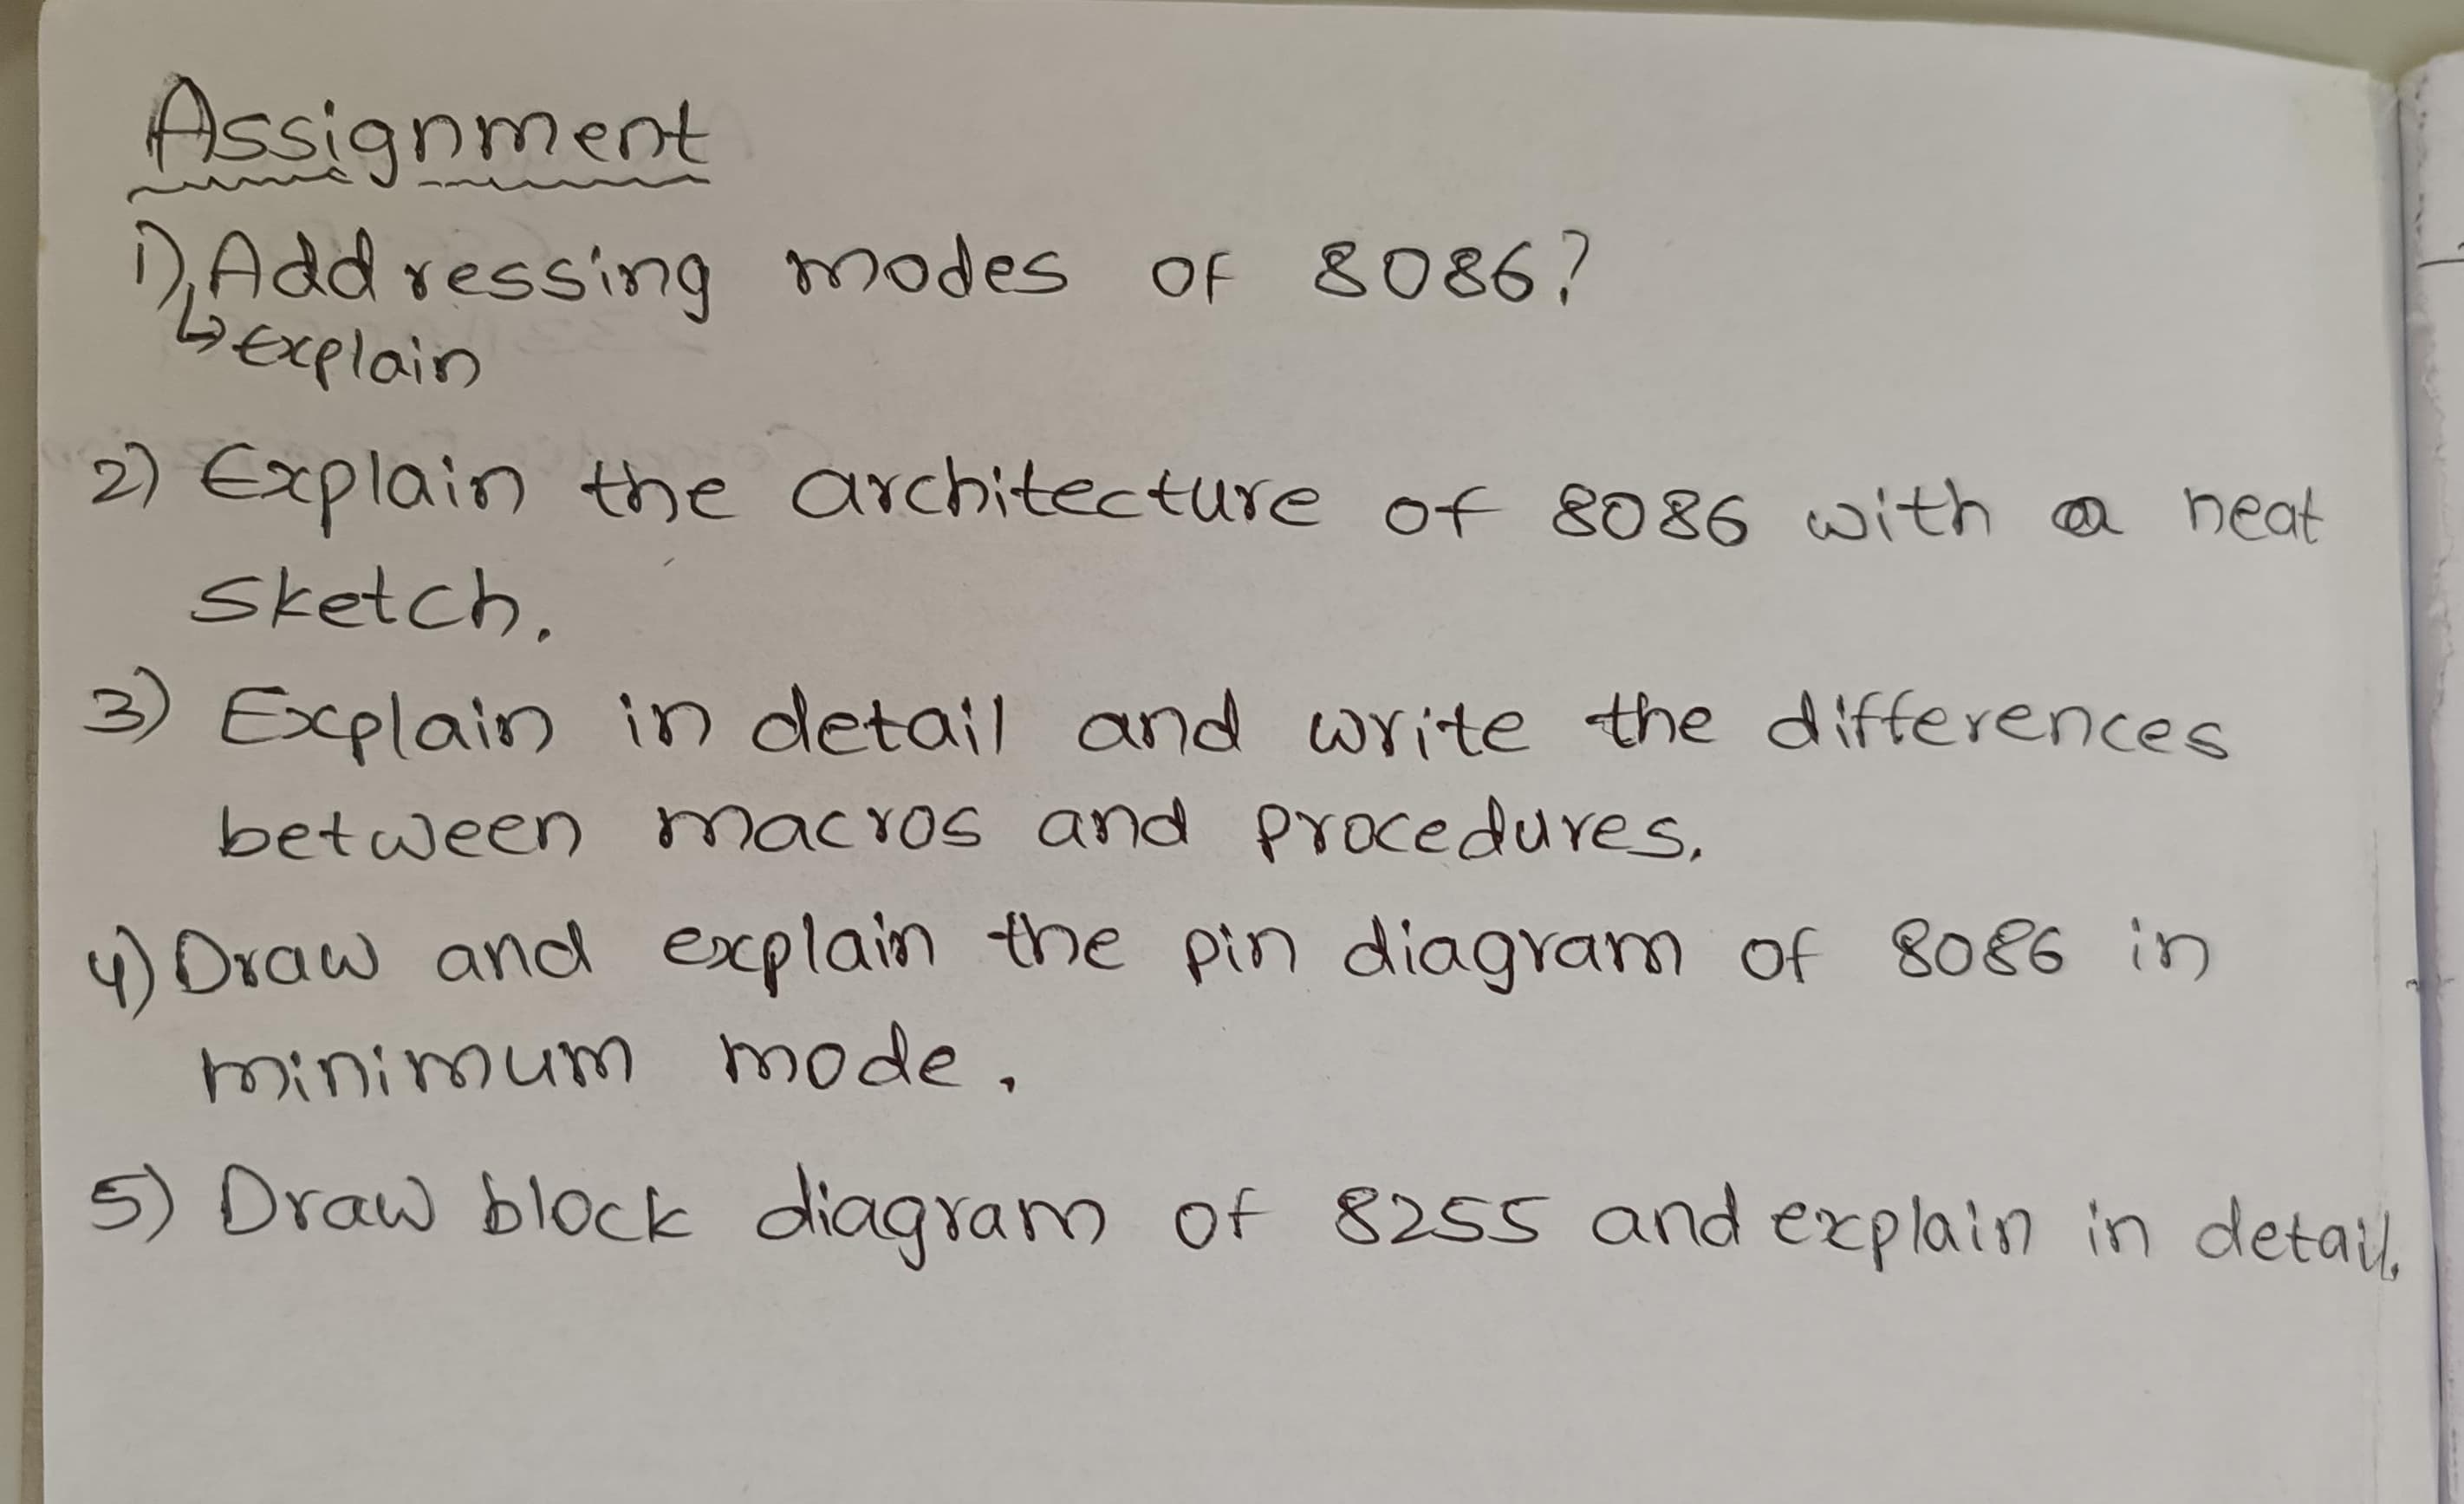 Assignment
1) Addressing modes of 8086?
↳ Explain
2) Explain the architecture of 8086 with a neat
sketch.
3) Explain in detail and write the differences
between macros and procedures.
4) Draw and explain the pin diagram of 8086 in
minimum mode.
5) Draw block diagram of 8255 and explain in detail.